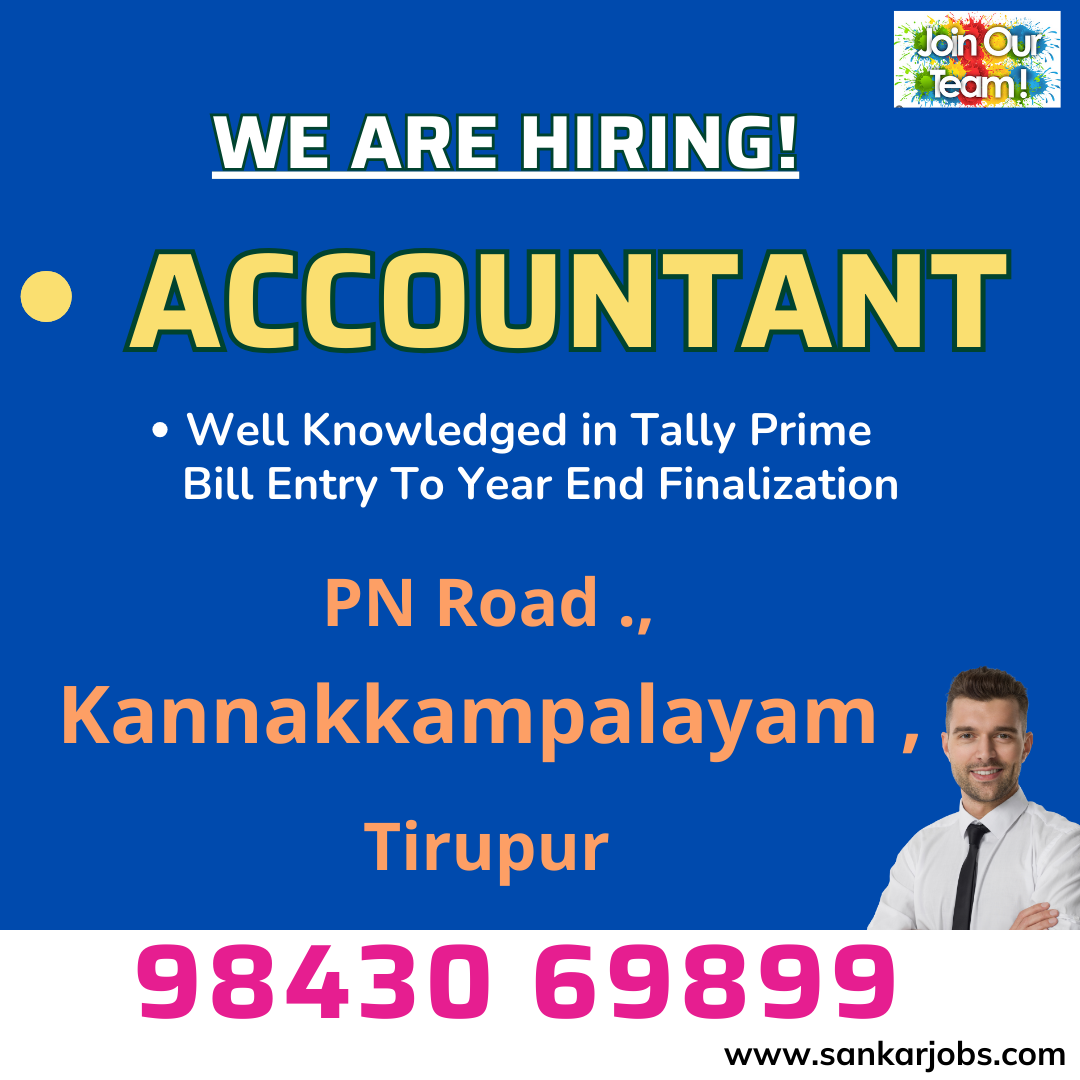 Join Our
Team!
WE ARE HIRING!
• ACCOUNTANT
• Well Knowledged in Tally Prime
Bill Entry To Year End Finalization
PN Road .,
Kannakkampalayam ,
Tirupur
98430 69899
www.sankarjobs.com